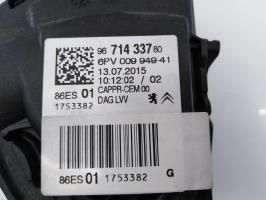 96 714 337 80
6PV 009 949-41
13.07.2015
10:12:02 / 02
86ES 01 CAPPR-CEM 00
1753382 DAG LVV
86ES 01 1753382 G